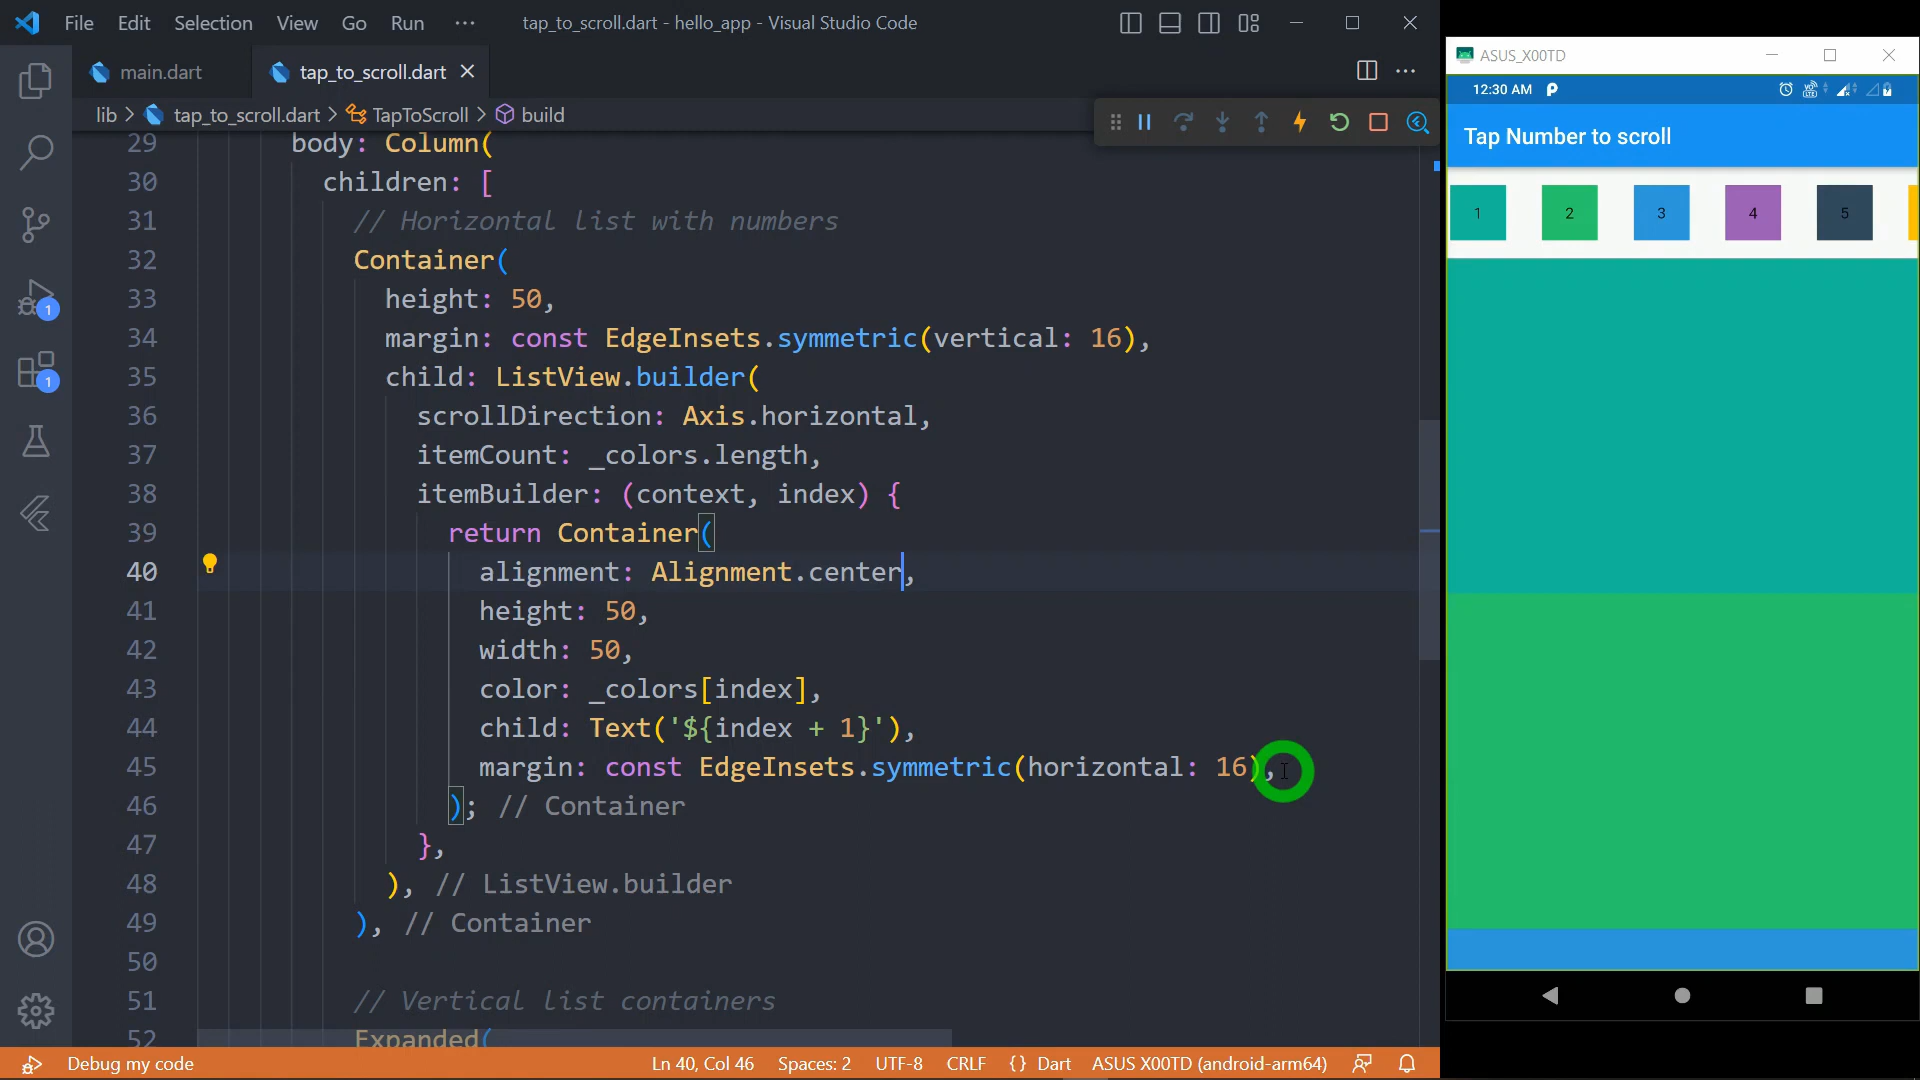 File Edit Selection View Go Run ··· tap_to_scroll.dart - hello_app - Visual Studio Code
main.dart tap_to_scroll.dart
lib > tap_to_scroll.dart > TapToScroll > build
29 body: Column(
30 children: [
31 // Horizontal list with numbers
32 Container(
33 height: 50,
34 margin: const EdgeInsets.symmetric(vertical: 16),
35 child: ListView.builder(
36 scrollDirection: Axis.horizontal,
37 itemCount: _colors.length,
38 itemBuilder: (context, index) {
39 return Container(
40 alignment: Alignment.center,
41 height: 50,
42 width: 50,
43 color: _colors[index],
44 child: Text('${index + 1}'),
45 margin: const EdgeInsets.symmetric(horizontal: 16),
46 ); // Container
47 },
48 ), // ListView.builder
49 ), // Container
50
51 // Vertical list containers
52 Expanded(
1
1
Debug my code Ln 40, Col 46 Spaces: 2 UTF-8 CRLF {} Dart ASUS X00TD (android-arm64)
ASUS_X00TD
12:30 AM
Tap Number to scroll
1 2 3 4 5